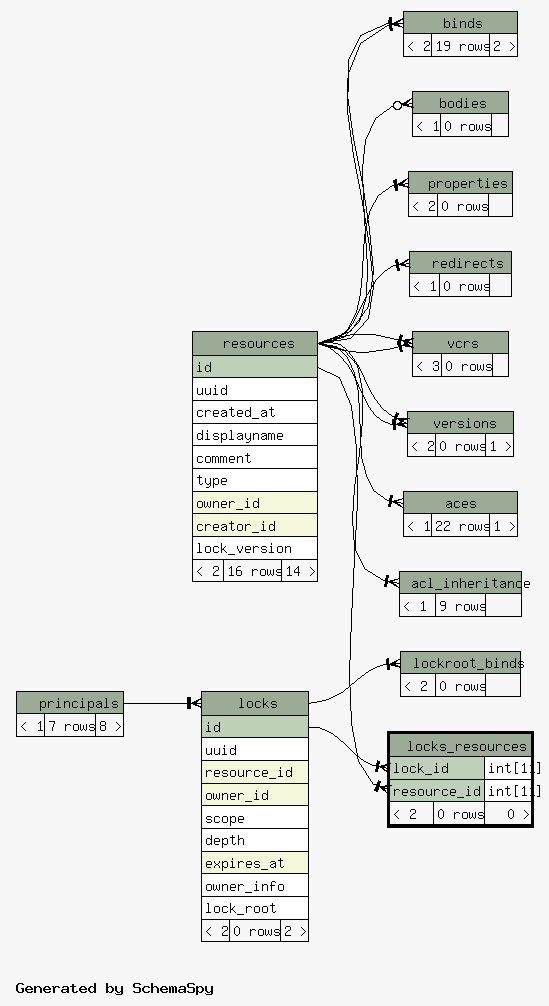 binds
< 2 19 rows 2 >
bodies
< 1 0 rows
properties
< 2 0 rows
redirects
< 1 0 rows
vcrs
< 3 0 rows
versions
< 2 0 rows 1 >
aces
< 1 22 rows 1 >
acl_inheritance
< 1 9 rows
lockroot_binds
< 2 0 rows
resources
id
uuid
created_at
displayname
comment
type
owner_id
creator_id
lock_version
< 2 16 rows 14 >
principals
< 1 7 rows 8 >
locks
id
uuid
resource_id
owner_id
scope
depth
expires_at
owner_info
lock_root
< 2 0 rows 2 >
locks_resources
lock_id int[11]
resource_id int[11]
< 2 0 rows 0 >
Generated by SchemaSpy